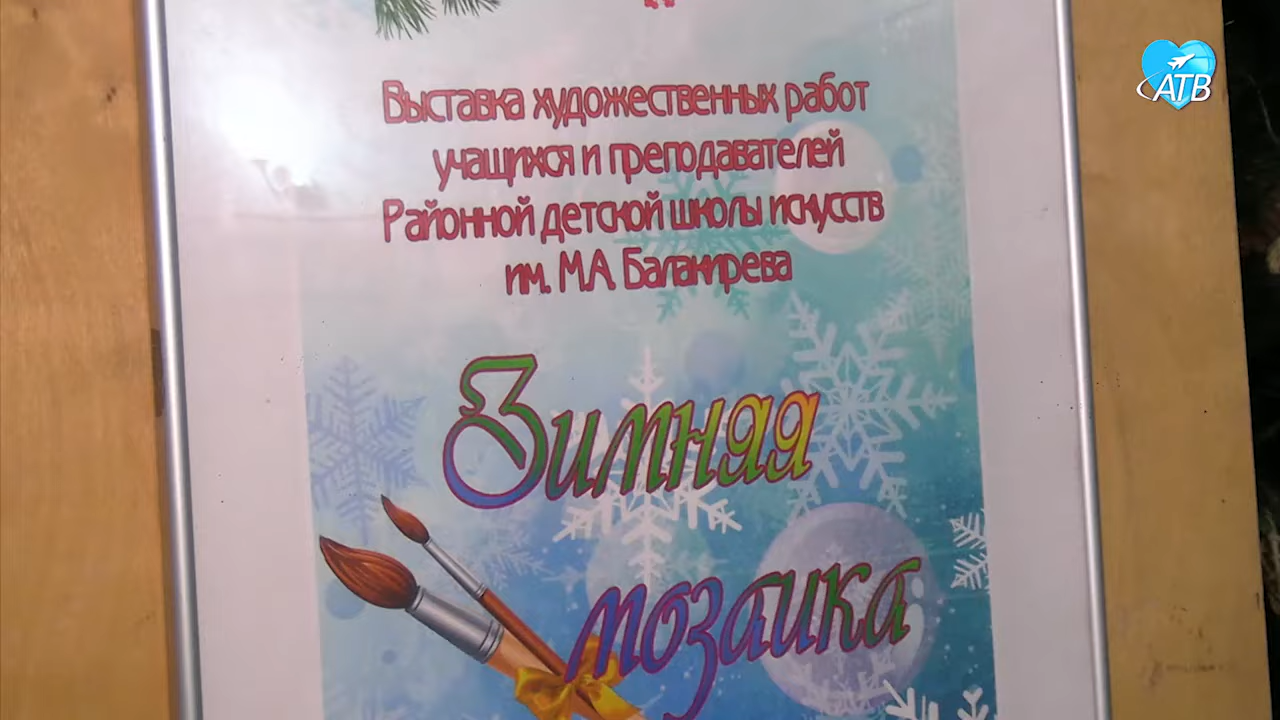 АТВ
Выставка художественных работ
учащихся и преподавателей
Районной детской школы искусств
им. М.А. Балакирева
Зимняя
мозаика